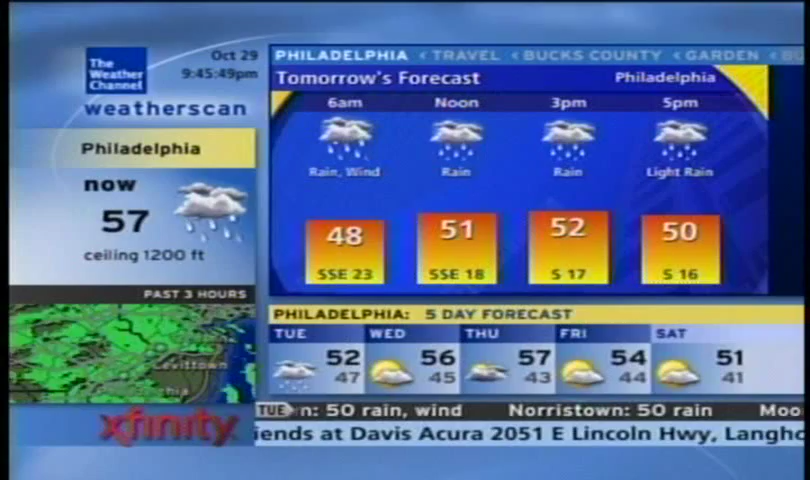 The
Weather
Channel
Oct 29
9:45:49pm
weatherscan
Philadelphia
now
57
ceiling 1200 ft
PAST 3 HOURS
Levittown
xfinity
PHILADELPHIA < TRAVEL < BUCKS COUNTY < GARDEN <
Tomorrow's Forecast Philadelphia
6am Noon 3pm 5pm
Rain, Wind Rain Rain Light Rain
48 51 52 50
SSE 23 SSE 18 S 17 S 16
PHILADELPHIA: 5 DAY FORECAST
TUE WED THU FRI SAT
52 56 57 54 51
47 45 43 44 41
TUE n: 50 rain, wind Norristown: 50 rain Moo
iends at Davis Acura 2051 E Lincoln Hwy, Langho